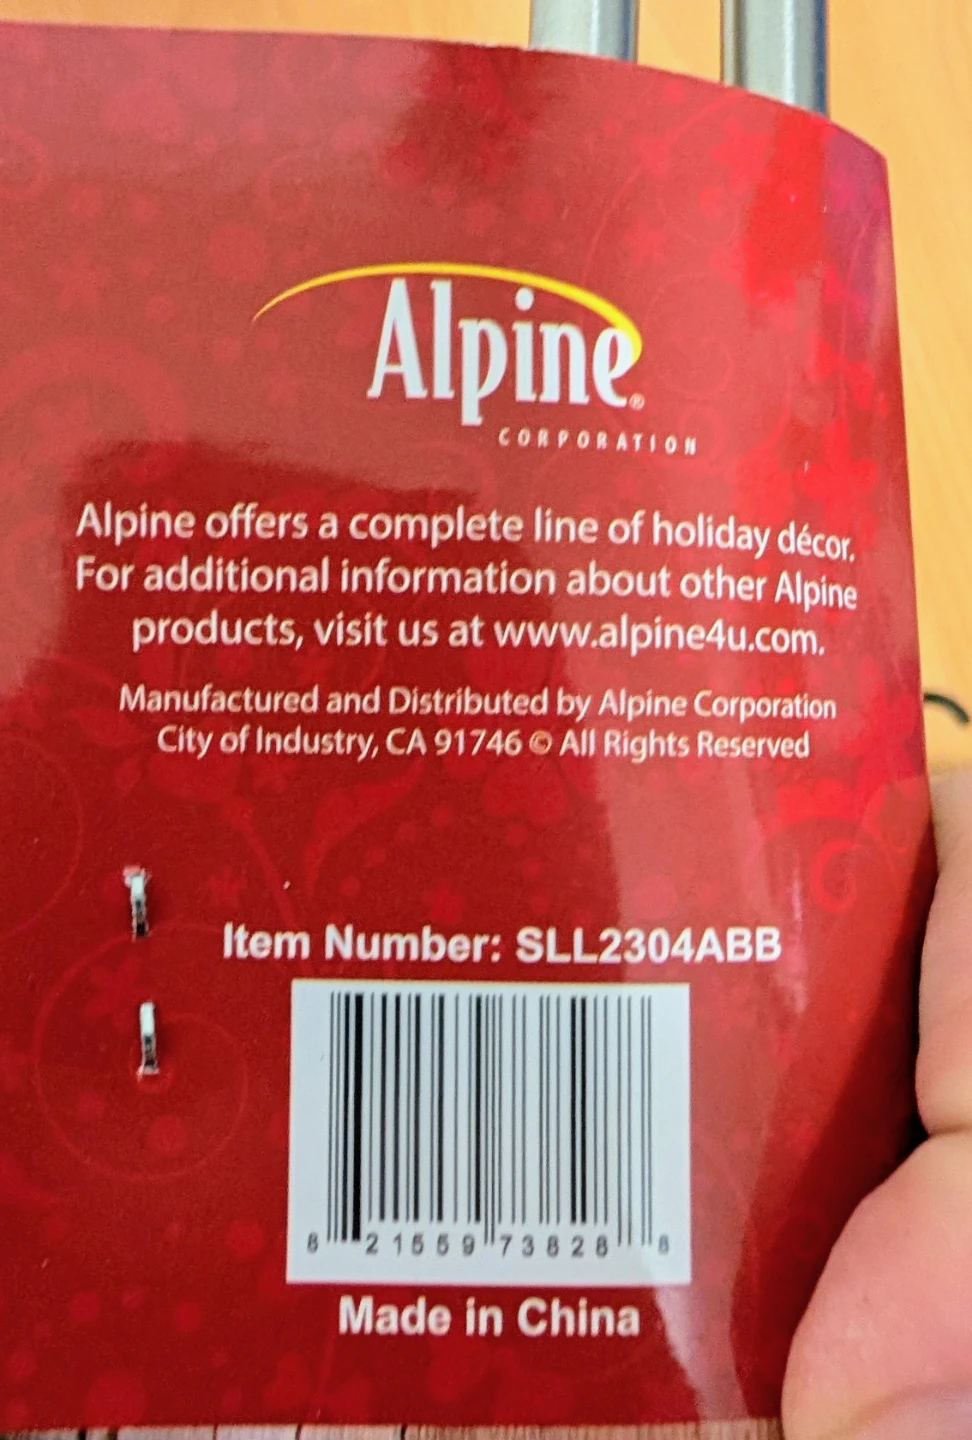 Alpine®
CORPORATION
Alpine offers a complete line of holiday décor.
For additional information about other Alpine
products, visit us at www.alpine4u.com.
Manufactured and Distributed by Alpine Corporation
City of Industry, CA 91746 © All Rights Reserved
Item Number: SLL2304ABB
8 21559 73828 8
Made in China